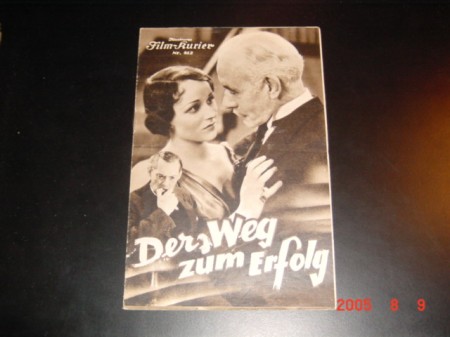 Film-Kurier
Der Weg
zum Erfolg
2005 8 9